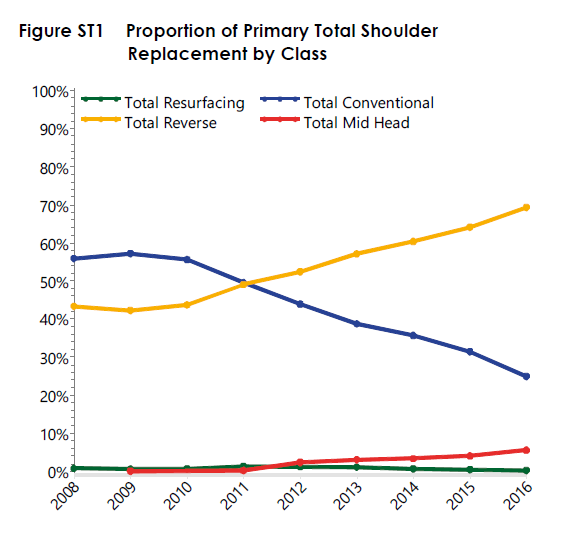 Figure ST1 Proportion of Primary Total Shoulder
Replacement by Class
100%
90%
80%
70%
60%
50%
40%
30%
20%
10%
0%
Total Resurfacing Total Conventional
Total Reverse Total Mid Head
2008 2009 2010 2011 2012 2013 2014 2015 2016